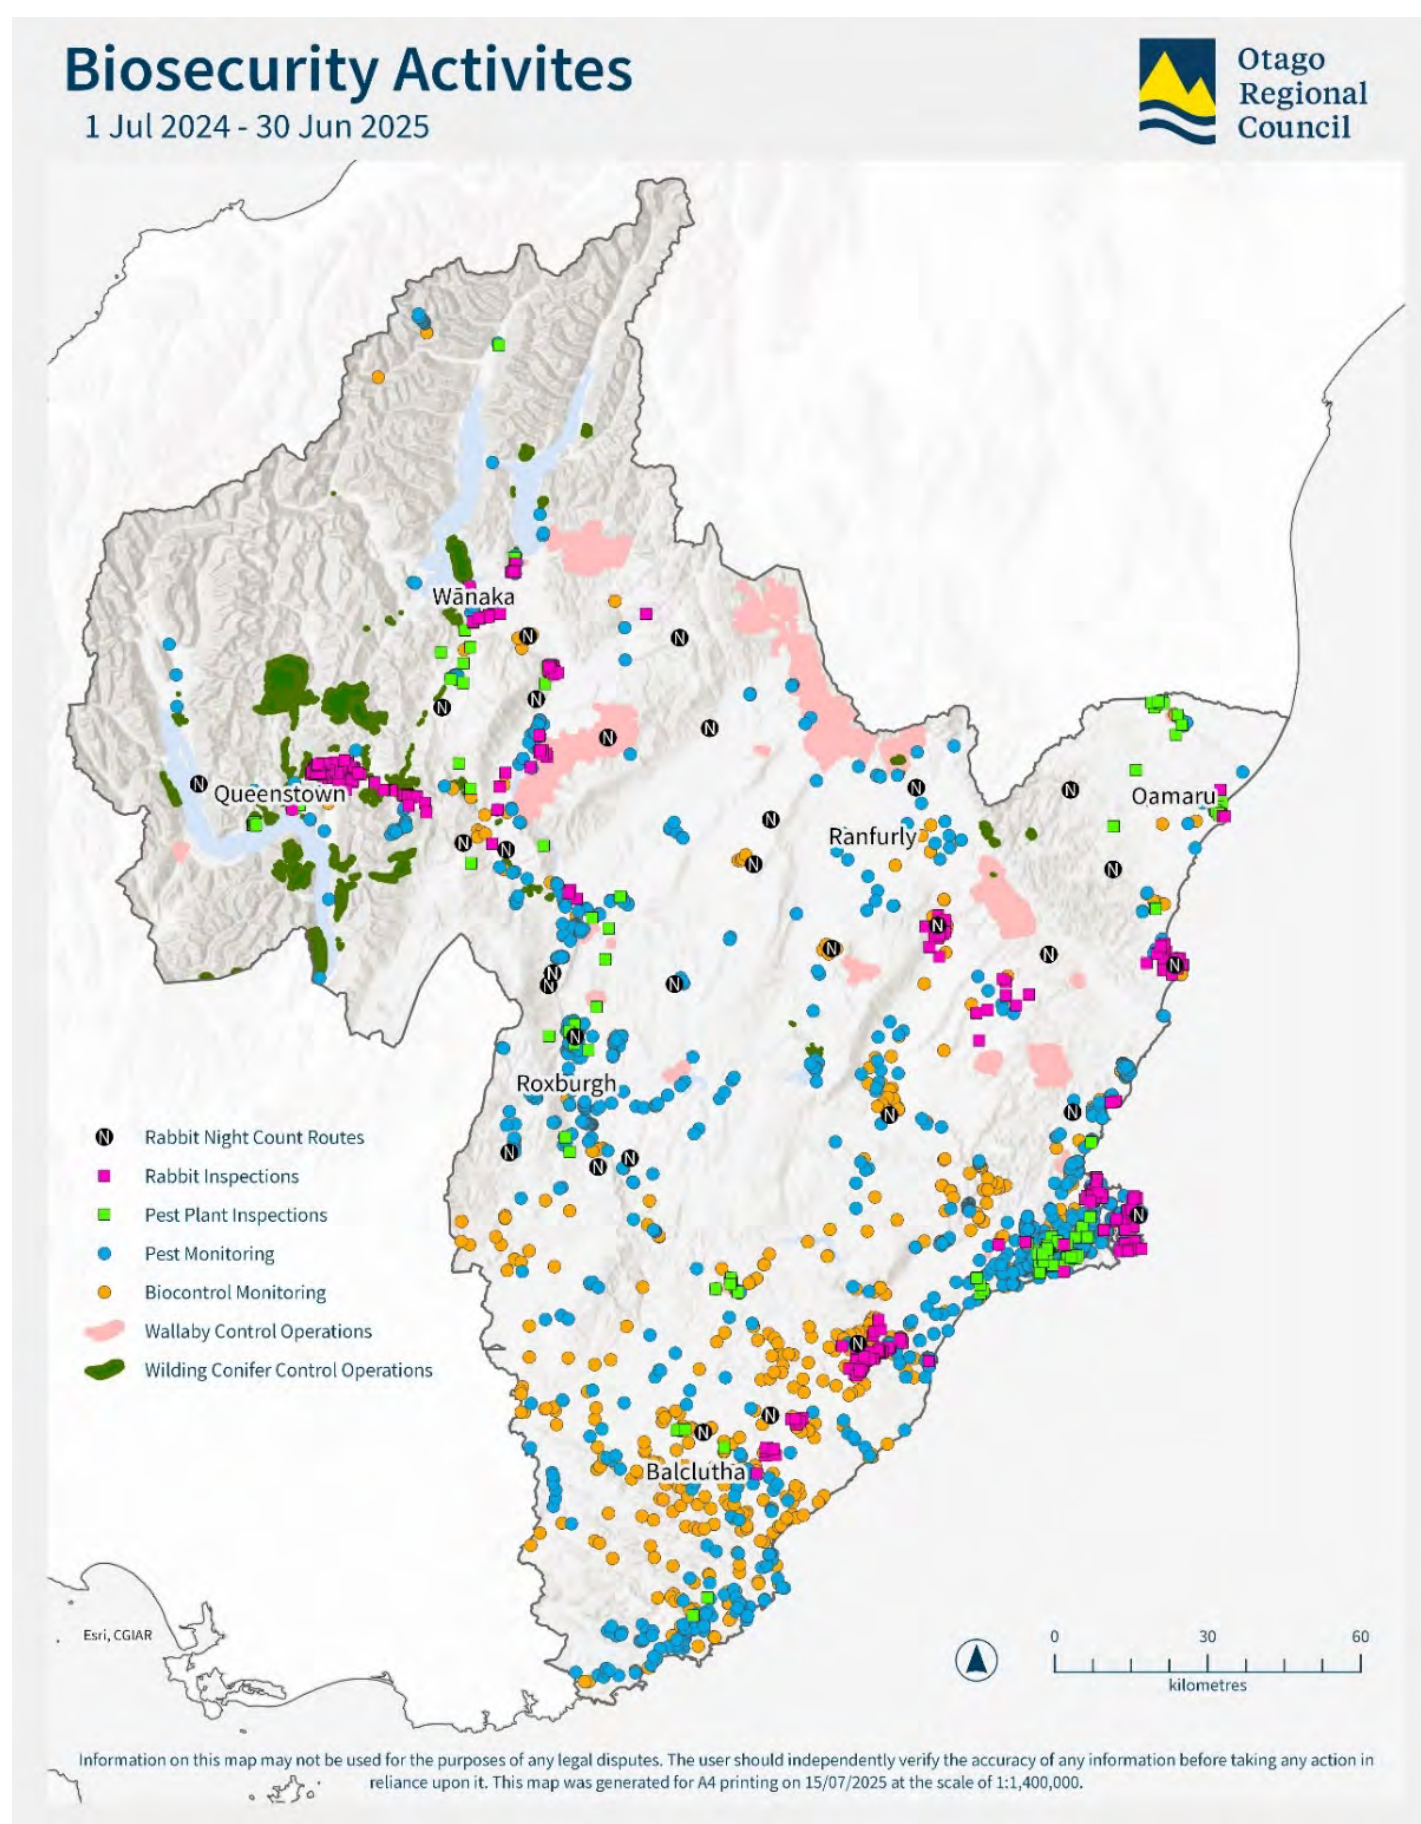 Biosecurity Activites
1 Jul 2024 - 30 Jun 2025
Otago
Regional
Council
Wānaka
Queenstown
Oamaru
Ranfurly
Roxburgh
Balclutha
N Rabbit Night Count Routes
Rabbit Inspections
Pest Plant Inspections
Pest Monitoring
Biocontrol Monitoring
Wallaby Control Operations
Wilding Conifer Control Operations
Esri, CGIAR
0 30 60
kilometres
Information on this map may not be used for the purposes of any legal disputes. The user should independently verify the accuracy of any information before taking any action in
reliance upon it. This map was generated for A4 printing on 15/07/2025 at the scale of 1:1,400,000.